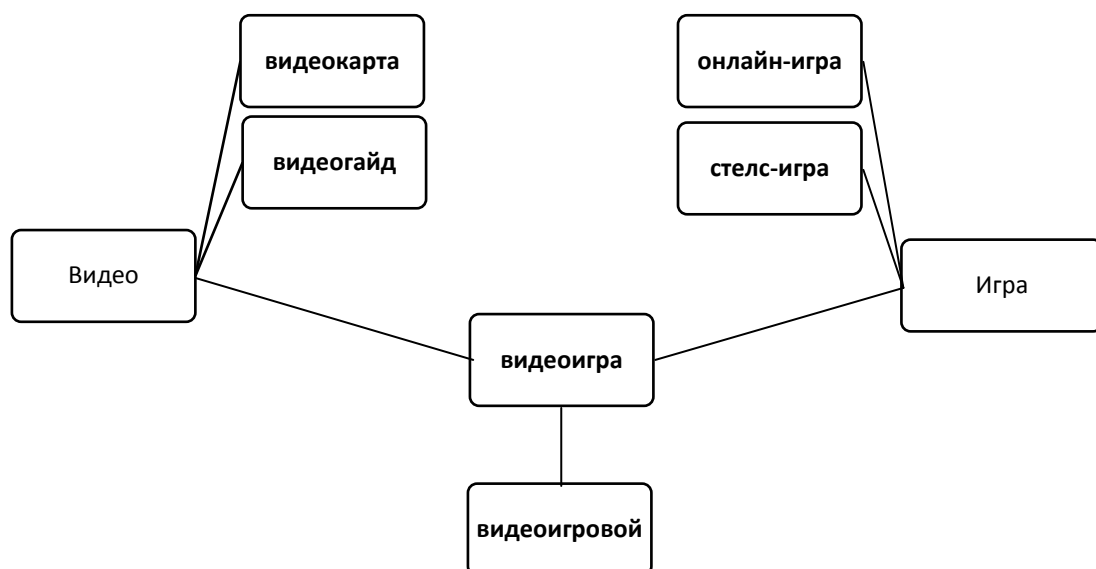 видеокарта
онлайн-игра
видеогайд
стелс-игра
Видео
Игра
видеоигра
видеоигровой